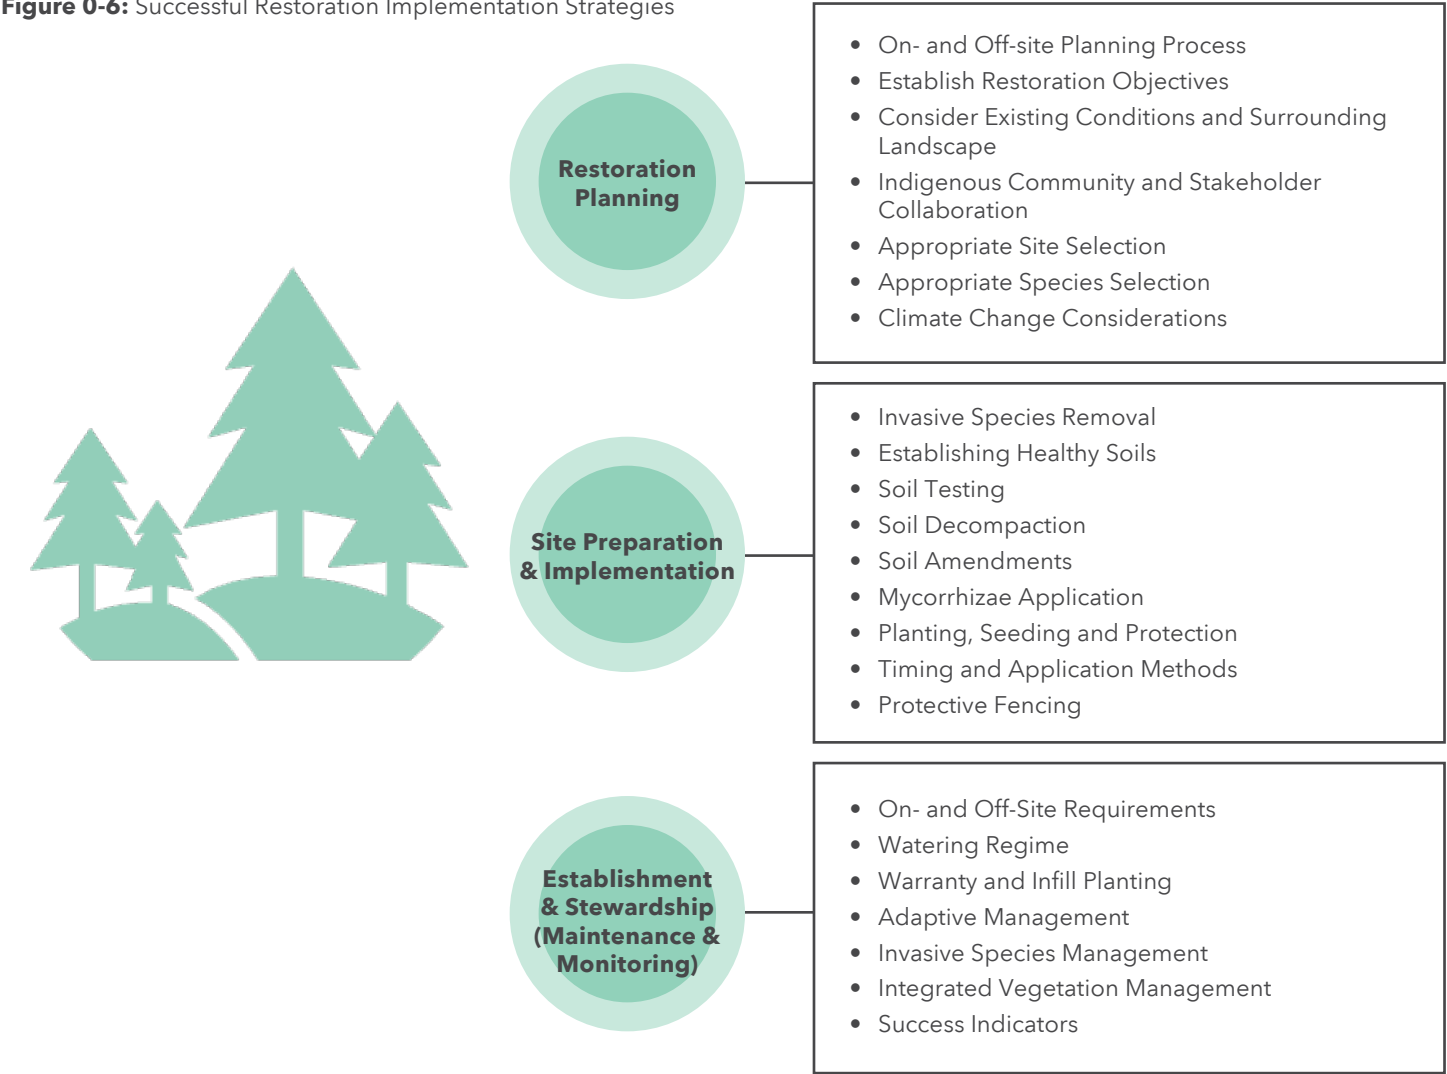 Figure 0-6: Successful Restoration Implementation Strategies
Restoration
Planning
• On- and Off-site Planning Process
• Establish Restoration Objectives
• Consider Existing Conditions and Surrounding
Landscape
• Indigenous Community and Stakeholder
Collaboration
• Appropriate Site Selection
• Appropriate Species Selection
• Climate Change Considerations
Site Preparation
& Implementation
• Invasive Species Removal
• Establishing Healthy Soils
• Soil Testing
• Soil Decompaction
• Soil Amendments
• Mycorrhizae Application
• Planting, Seeding and Protection
• Timing and Application Methods
• Protective Fencing
Establishment
& Stewardship
(Maintenance &
Monitoring)
• On- and Off-Site Requirements
• Watering Regime
• Warranty and Infill Planting
• Adaptive Management
• Invasive Species Management
• Integrated Vegetation Management
• Success Indicators